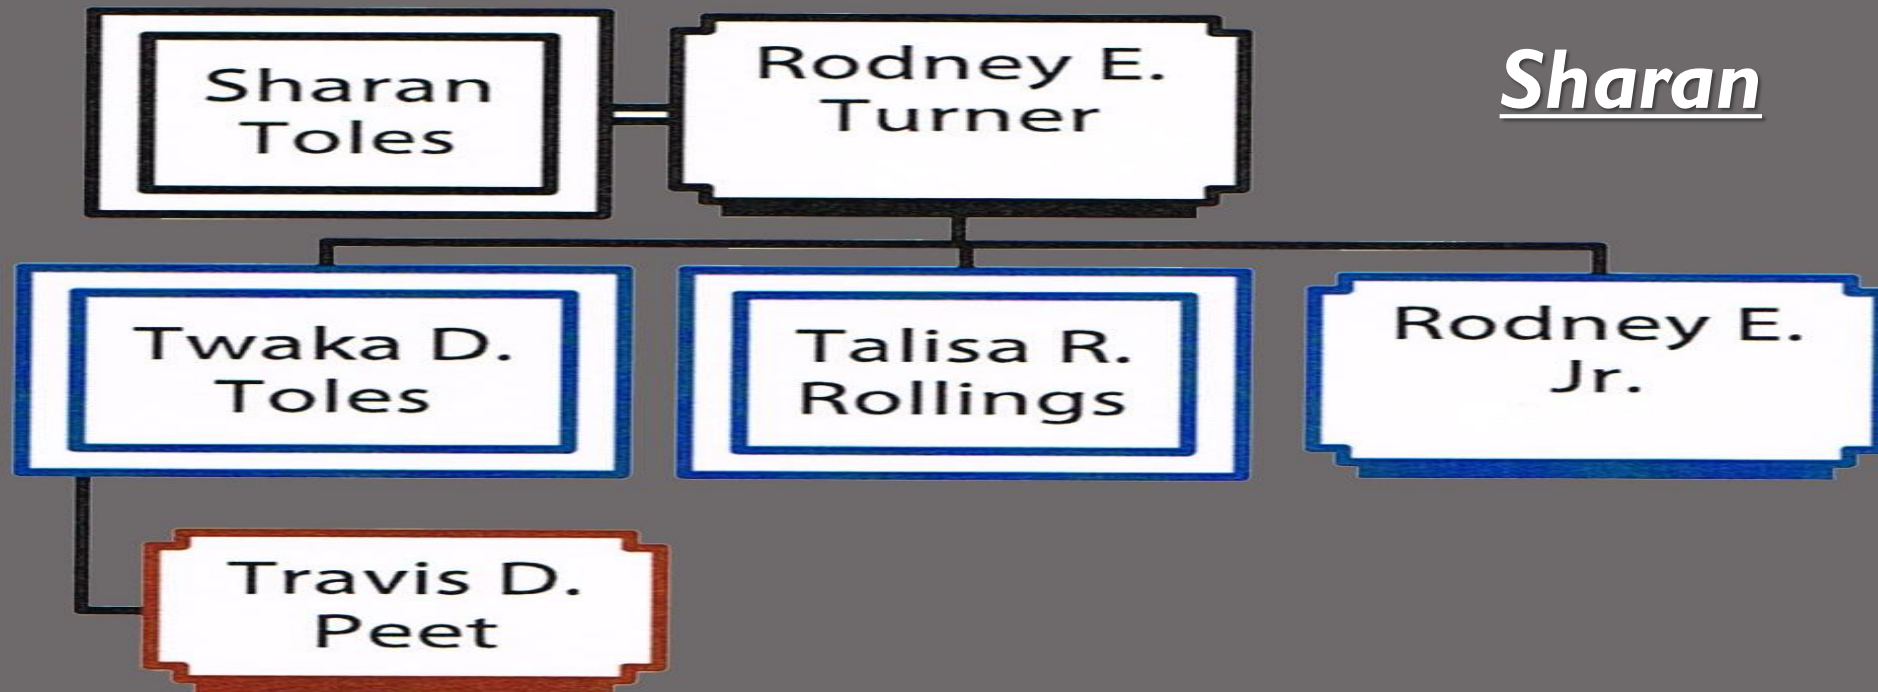 Sharan
Toles
Rodney E.
Turner
Sharan
Twaka D.
Toles
Talisa R.
Rollings
Rodney E.
Jr.
Travis D.
Peet